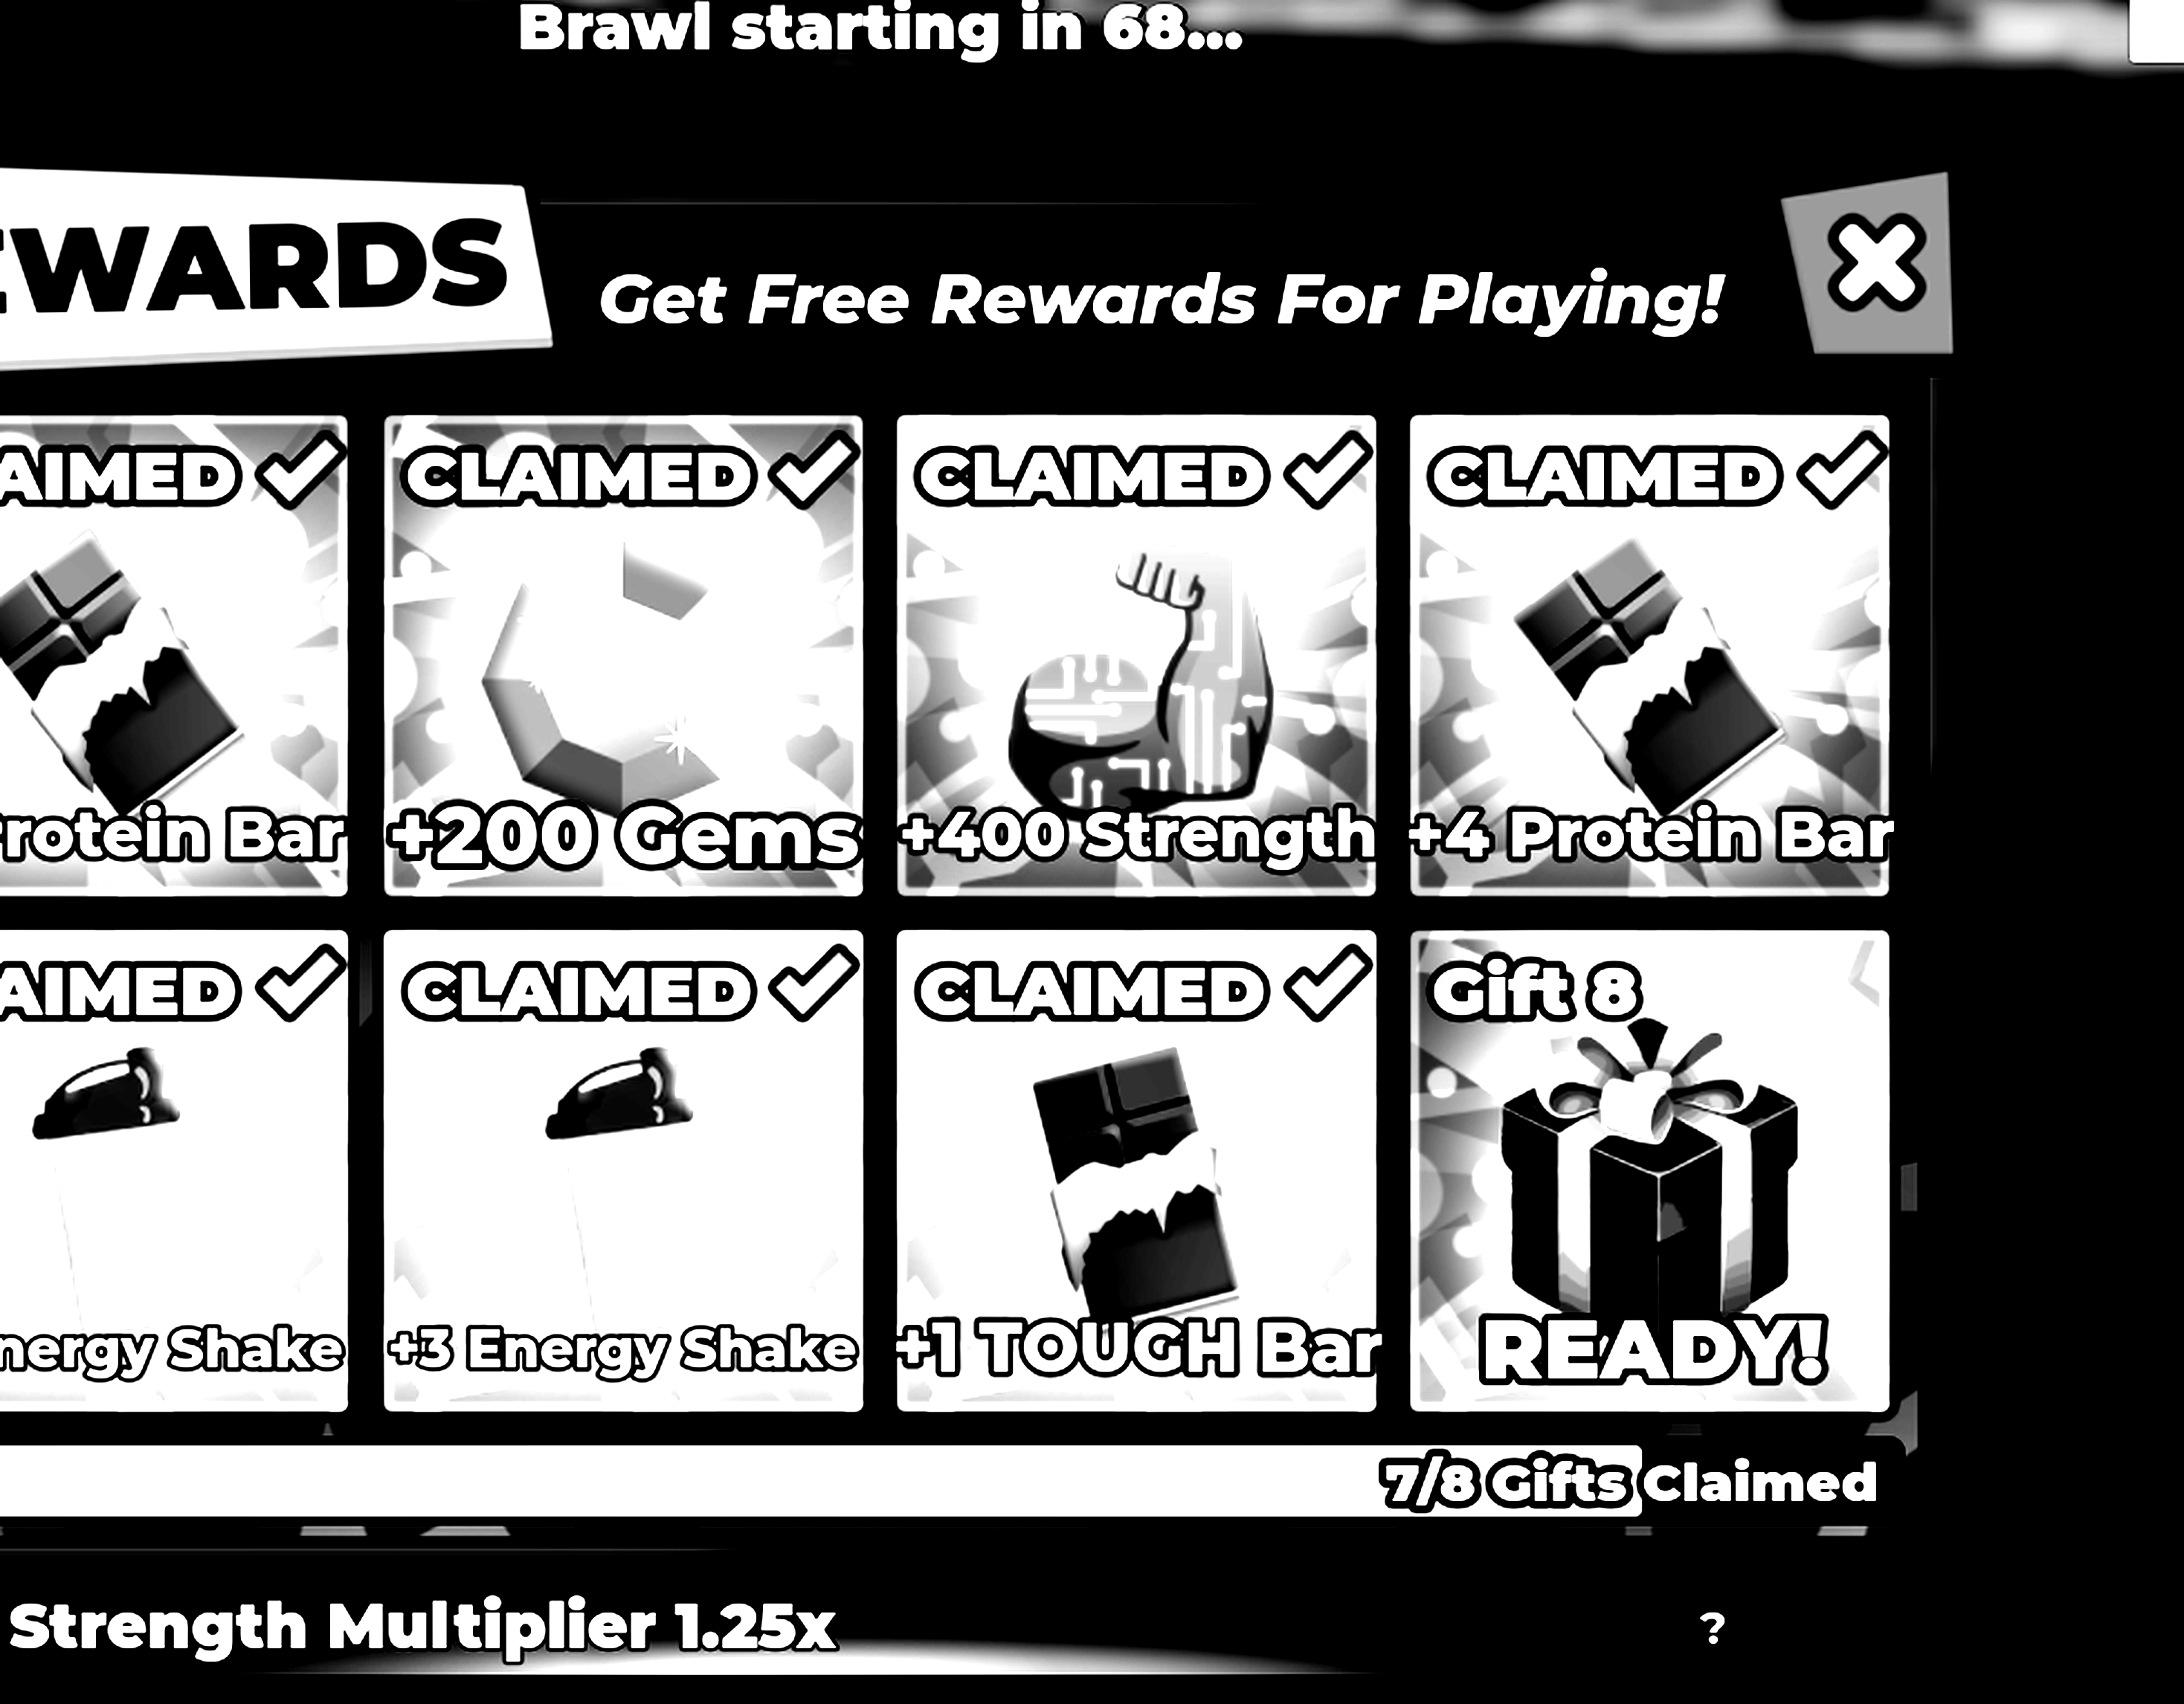 Brawl starting in 68...
EWARDS
Get Free Rewards For Playing!
AIMED
CLAIMED
CLAIMED
CLAIMED
rotein Bar
+200 Gems
+400 Strength
+4 Protein Bar
AIMED
CLAIMED
CLAIMED
Gift 8
nergy Shake
+3 Energy Shake
+1 TOUGH Bar
READY!
7/8 Gifts Claimed
Strength Multiplier 1.25x
?